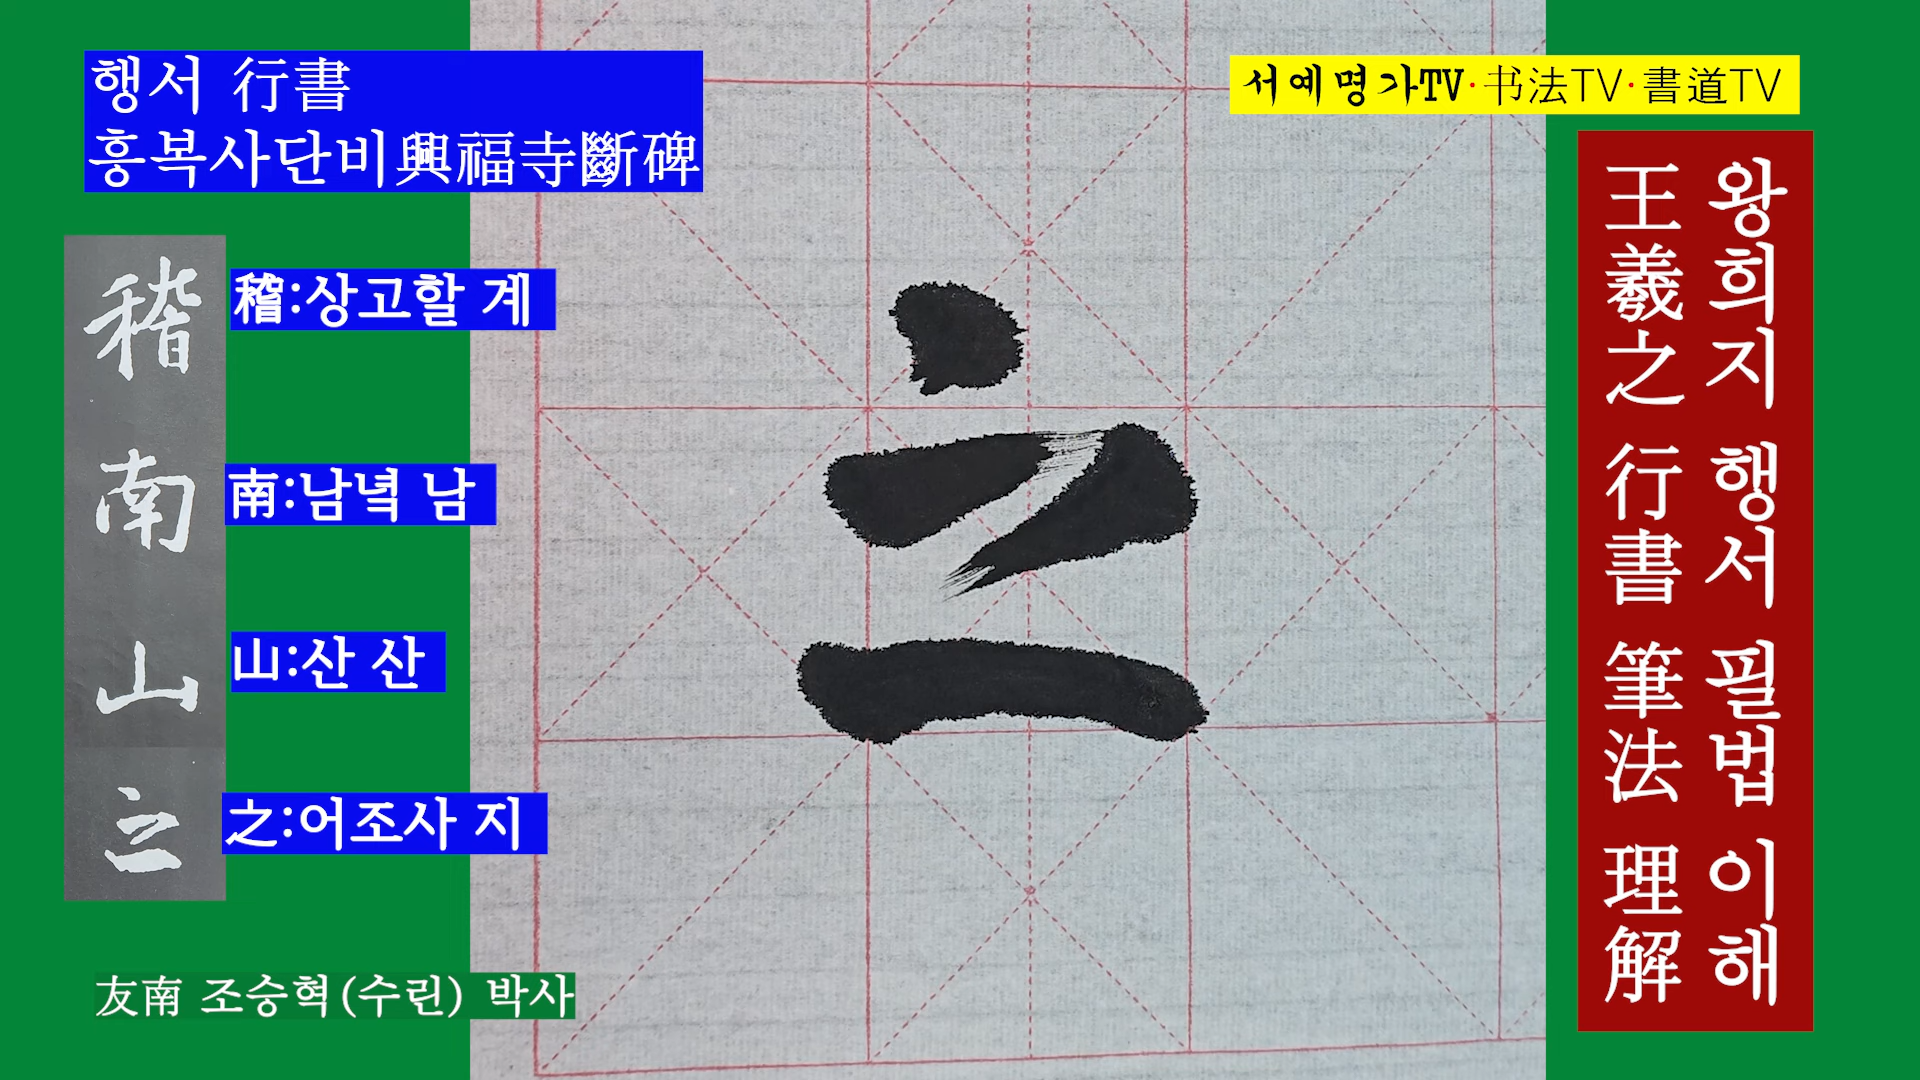 행서 行書
흥복사단비興福寺斷碑
서예명가TV·书法TV·書道TV
稽南山之
稽:상고할 계
南:남녘 남
山:산 산
之:어조사 지
之
왕희지 행서 필법 이해
王羲之 行書 筆法 理解
友南 조승혁(수린) 박사